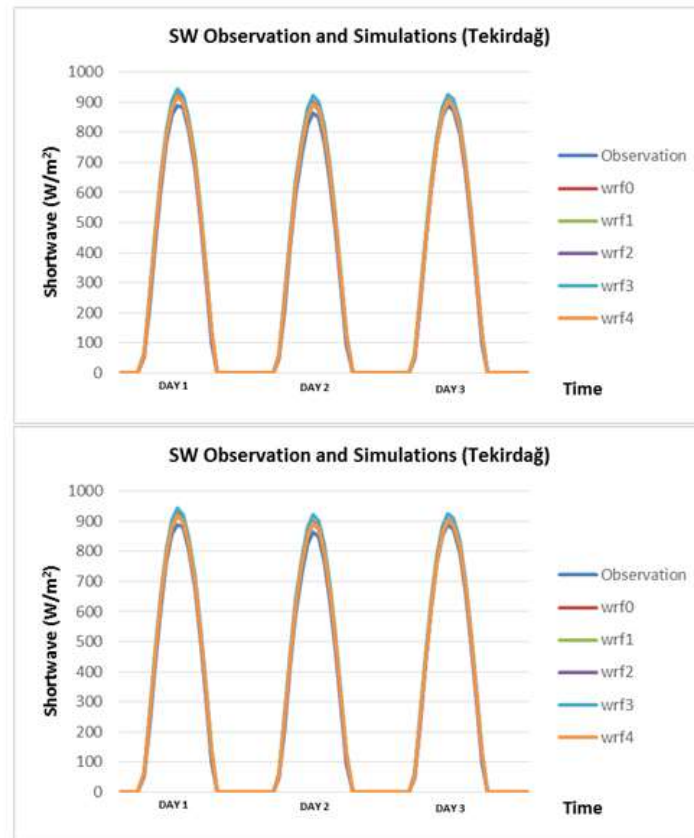 SW Observation and Simulations (Tekirdağ)
Shortwave (W/m²)
1000
900
800
700
600
500
400
300
200
100
0
DAY 1
DAY 2
DAY 3
Time
Observation
wrf0
wrf1
wrf2
wrf3
wrf4
SW Observation and Simulations (Tekirdağ)
Shortwave (W/m²)
1000
900
800
700
600
500
400
300
200
100
0
DAY 1
DAY 2
DAY 3
Time
Observation
wrf0
wrf1
wrf2
wrf3
wrf4